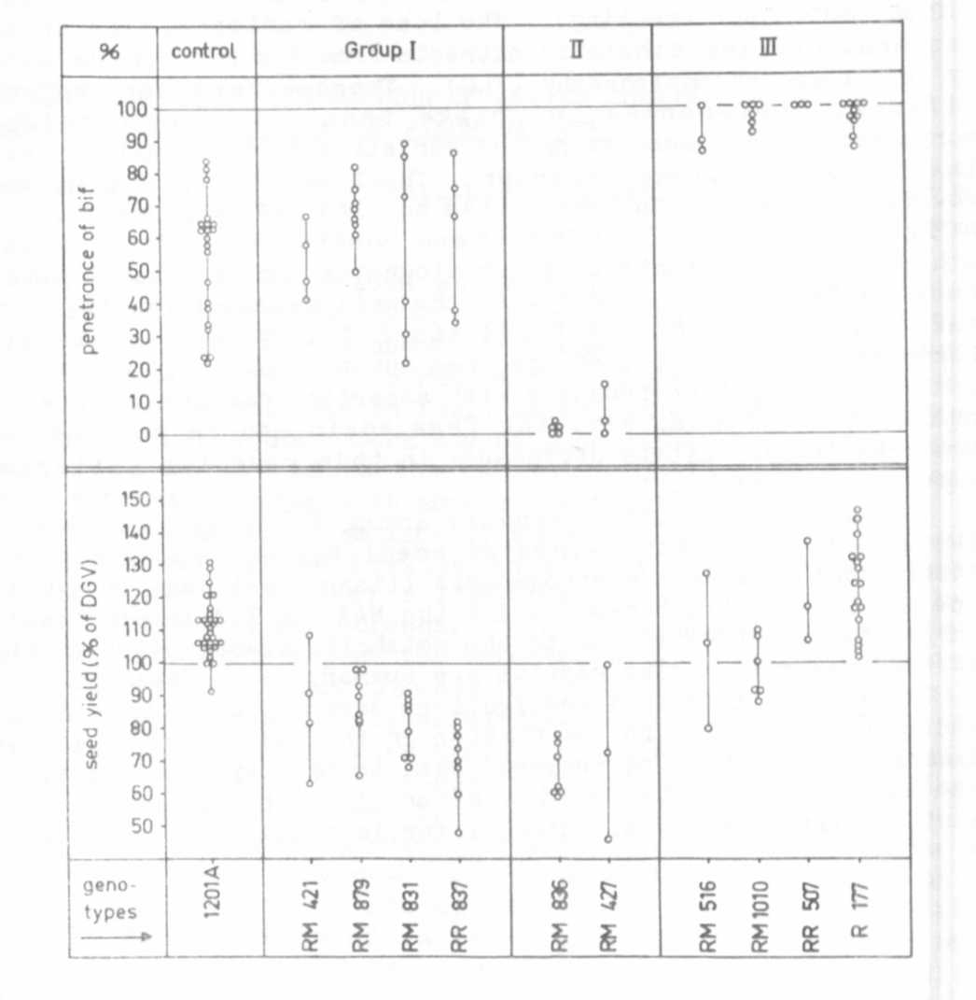 % control Group I II III
penetrance of bif
100
90
80
70
60
50
40
30
20
10
0
seed yield (% of DGV)
150
140
130
120
110
100
90
80
70
60
50
geno-
types
1201A
RM 421
RM 879
RM 831
RR 837
RM 836
RM 427
RM 516
RM 1010
RR 507
R 177